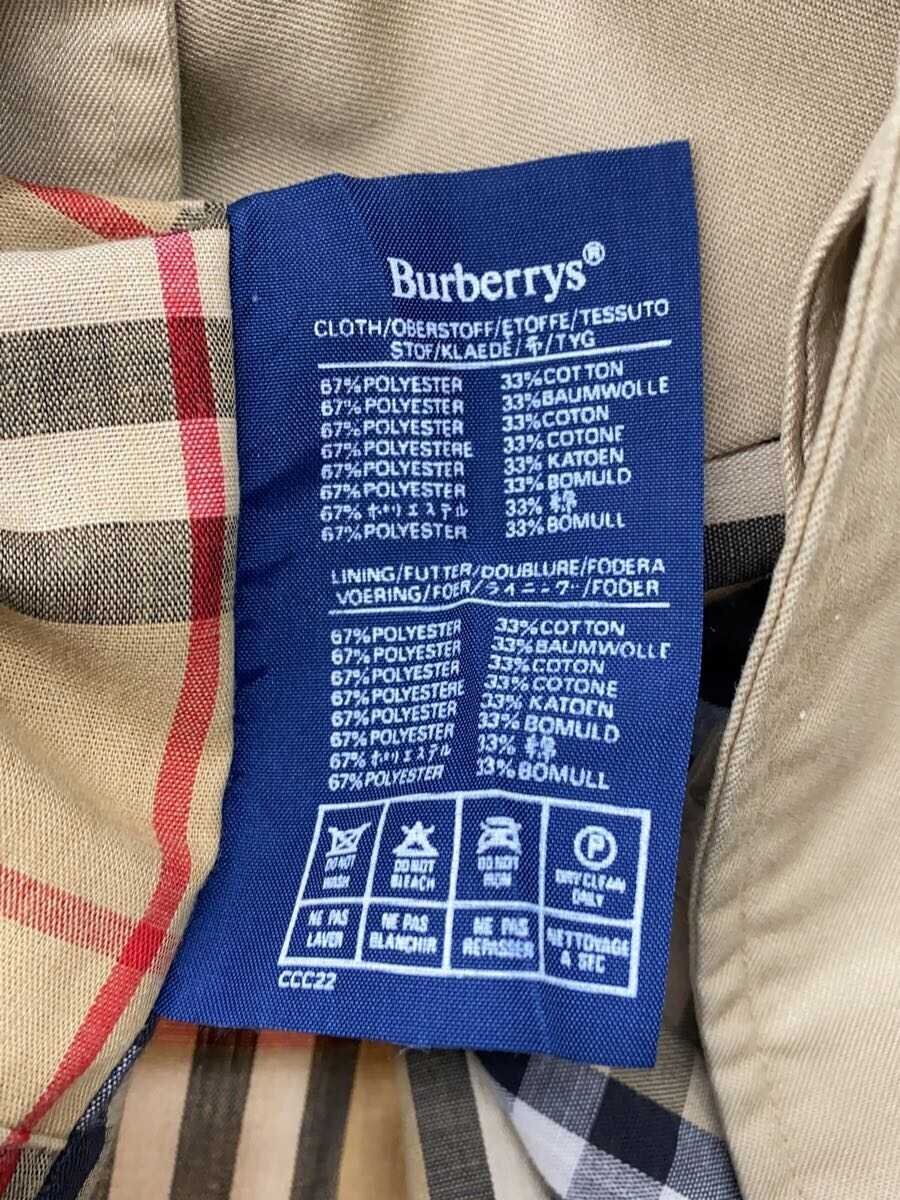 Burberrys®
CLOTH/OBERSTOFF/ETOFFE/TESSUTO
STOF/KLAEDE/布/TYG
67%POLYESTER 33%COTTON
67%POLYESTER 33%BAUMWOLLE
67%POLYESTER 33%COTON
67%POLYESTERE 33%COTONE
67%POLYESTER 33%KATOEN
67%POLYESTER 33%BOMULD
67%ポリエステル 33%綿
67%POLYESTER 33%BOMULL
LINING/FUTTER/DOUBLURE/FODERA
VOERING/FOER/ライニング/FODER
67%POLYESTER 33%COTTON
67%POLYESTER 33%BAUMWOLLE
67%POLYESTER 33%COTON
67%POLYESTERE 33%COTONE
67%POLYESTER 33%KATOEN
67%POLYESTER 33%BOMULD
67%ポリエステル 33%綿
67%POLYESTER 33%BOMULL
DO NOT WASH
DO NOT BLEACH
DO NOT IRON
P
DRY CLEAN ONLY
NE PAS LAVER
NE PAS BLANCHIR
NE PAS REPASSER
NETTOYAGE A SEC
CCC22